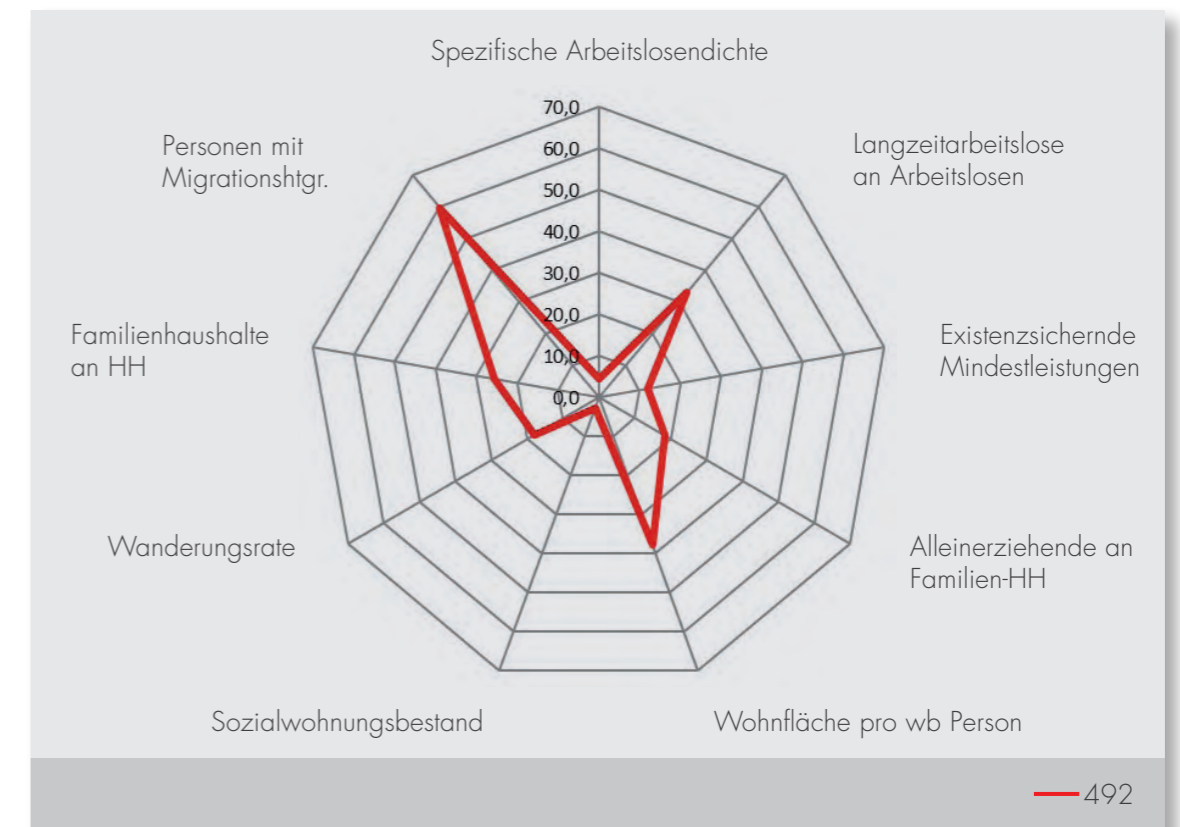 Spezifische Arbeitslosendichte
70,0
60,0
50,0
40,0
30,0
20,0
10,0
0,0
Langzeitarbeitslose
an Arbeitslosen
Existenzsichernde
Mindestleistungen
Alleinerziehende an
Familien-HH
Wohnfläche pro wb Person
Sozialwohnungsbestand
Wanderungsrate
Familienhaushalte
an HH
Personen mit
Migrationshtgr.
492